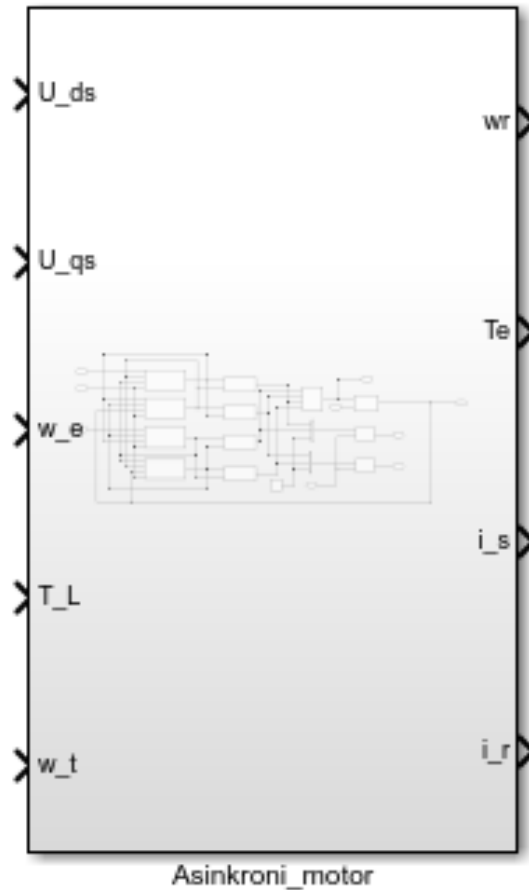 U_ds
wr
U_qs
Te
w_e
i_s
T_L
i_r
w_t
Asinkroni_motor